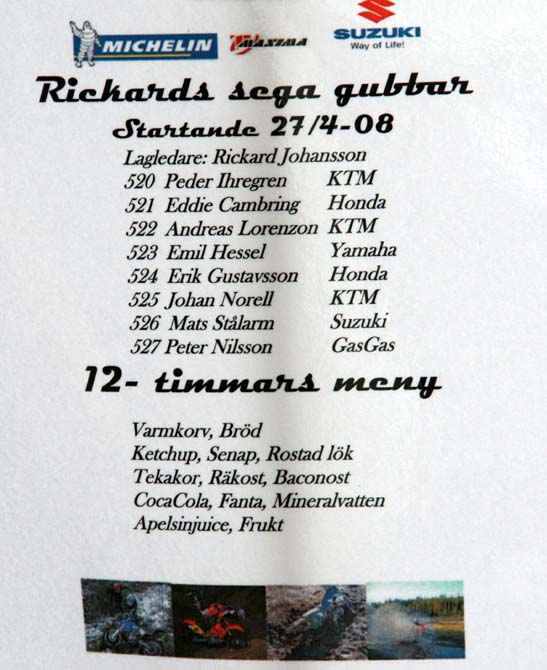 MICHELIN
MAXIMA
SUZUKI
Way of Life!
Rickards sega gubbar
Startande 27/4-08
Lagledare: Rickard Johansson
520 Peder Ihregren KTM
521 Eddie Cambring Honda
522 Andreas Lorenzon KTM
523 Emil Hessel Yamaha
524 Erik Gustavsson Honda
525 Johan Norell KTM
526 Mats Stålarm Suzuki
527 Peter Nilsson GasGas
12- timmars meny
Varmkorv, Bröd
Ketchup, Senap, Rostad lök
Tekakor, Räkost, Baconost
CocaCola, Fanta, Mineralvatten
Apelsinjuice, Frukt